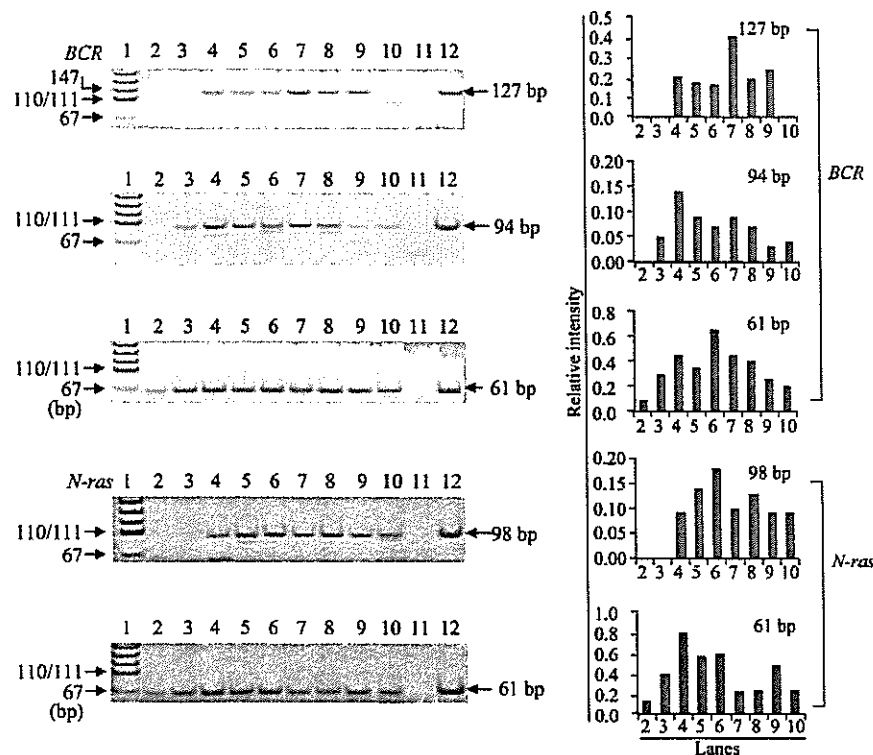 BCR 1 2 3 4 5 6 7 8 9 10 11 12
147
110/111
67
127 bp
1 2 3 4 5 6 7 8 9 10 11 12
110/111
67
94 bp
1 2 3 4 5 6 7 8 9 10 11 12
110/111
67
(bp)
61 bp
N-ras 1 2 3 4 5 6 7 8 9 10 11 12
110/111
67
98 bp
1 2 3 4 5 6 7 8 9 10 11 12
110/111
67
(bp)
61 bp
Relative intensity
0.5
0.4
0.3
0.2
0.1
0.0
127 bp
2 3 4 5 6 7 8 9 10
0.20
0.15
0.10
0.05
0.00
94 bp
2 3 4 5 6 7 8 9 10
BCR
0.8
0.6
0.4
0.2
0.0
61 bp
2 3 4 5 6 7 8 9 10
0.20
0.15
0.10
0.05
0.00
98 bp
2 3 4 5 6 7 8 9 10
N-ras
1.0
0.8
0.6
0.4
0.2
0.0
61 bp
2 3 4 5 6 7 8 9 10
Lanes